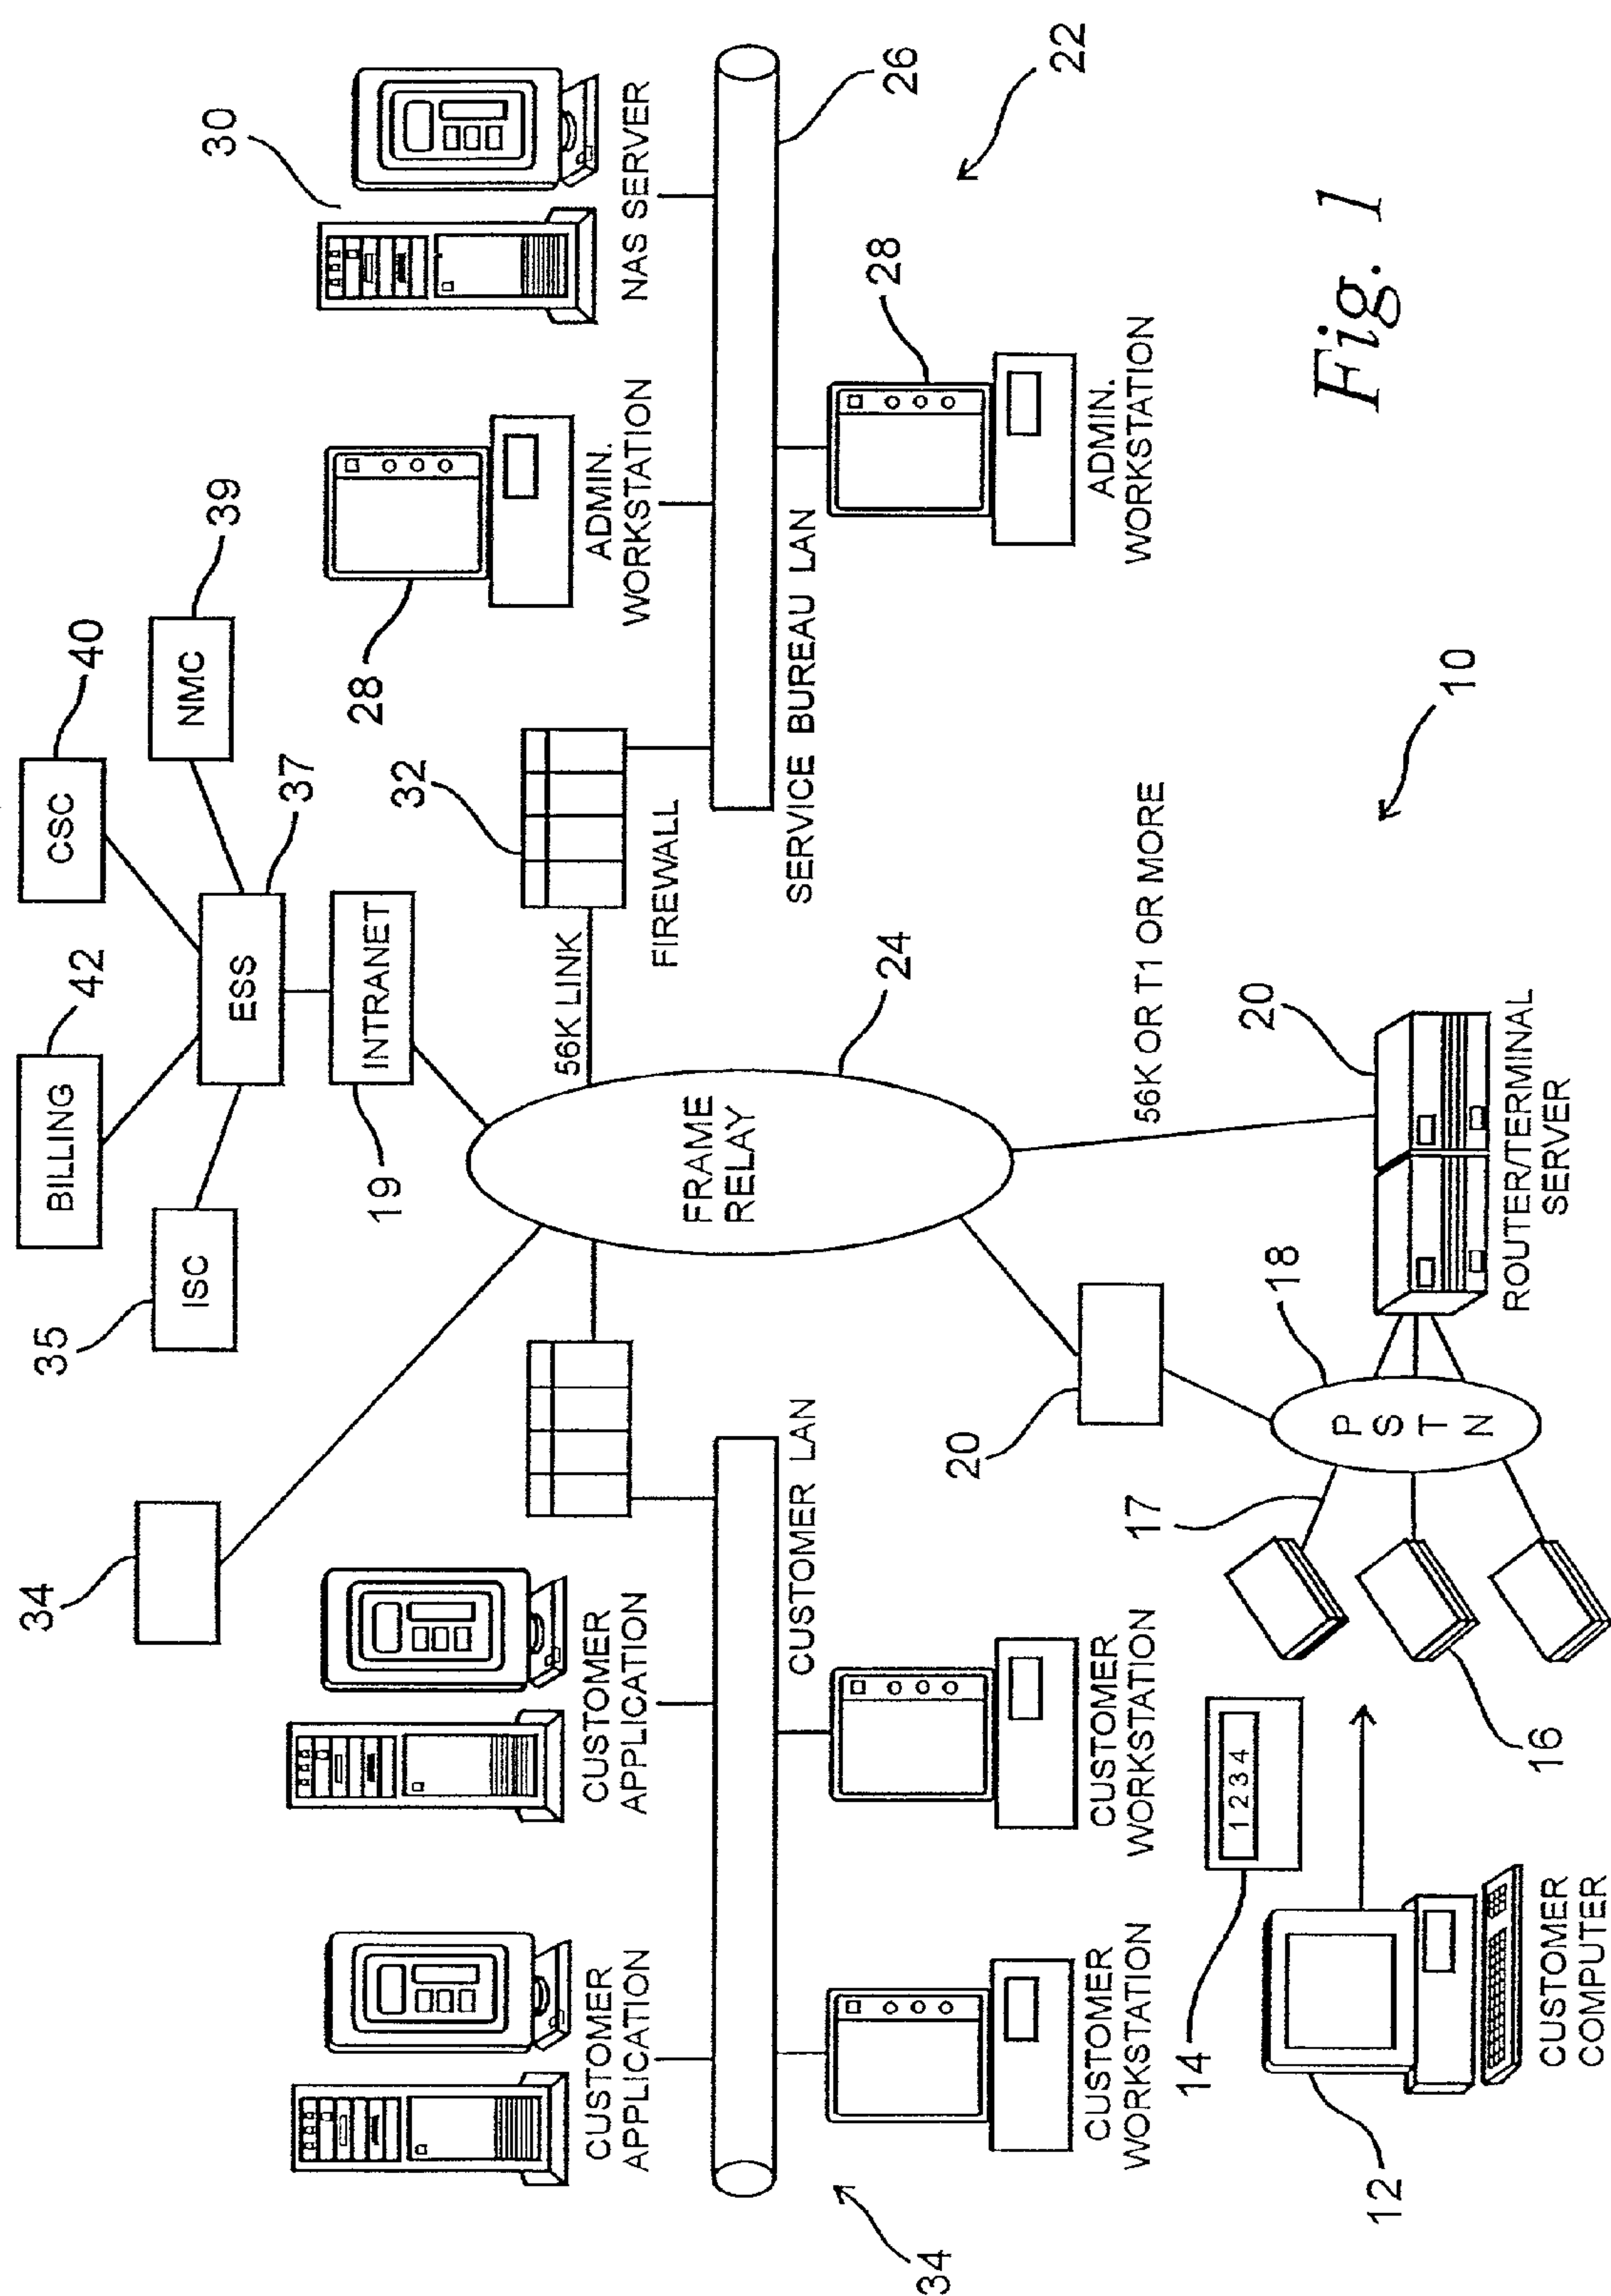 BILLING
42
CSC
40
34
35
ISC
ESS
37
NMC
39
30
19
INTRANET
28
32
56K LINK
CUSTOMER
APPLICATION
CUSTOMER
APPLICATION
FIREWALL
ADMIN.
WORKSTATION
NAS SERVER
FRAME
RELAY
CUSTOMER LAN
SERVICE BUREAU LAN
24
26
28
34
20
22
CUSTOMER
WORKSTATION
CUSTOMER
WORKSTATION
56K OR T1 OR MORE
ADMIN.
WORKSTATION
17
14
1 2 3 4
18
20
12
P
S
T
N
10
Fig. 1
16
CUSTOMER
COMPUTER
ROUTER/TERMINAL
SERVER